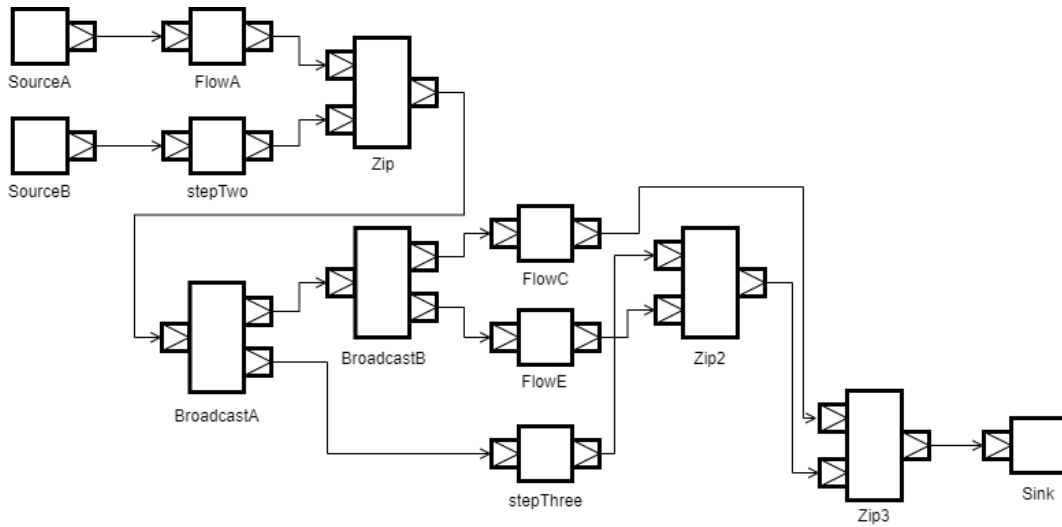 SourceA
FlowA
Zip
SourceB
stepTwo
FlowC
BroadcastB
FlowE
Zip2
BroadcastA
stepThree
Sink
Zip3